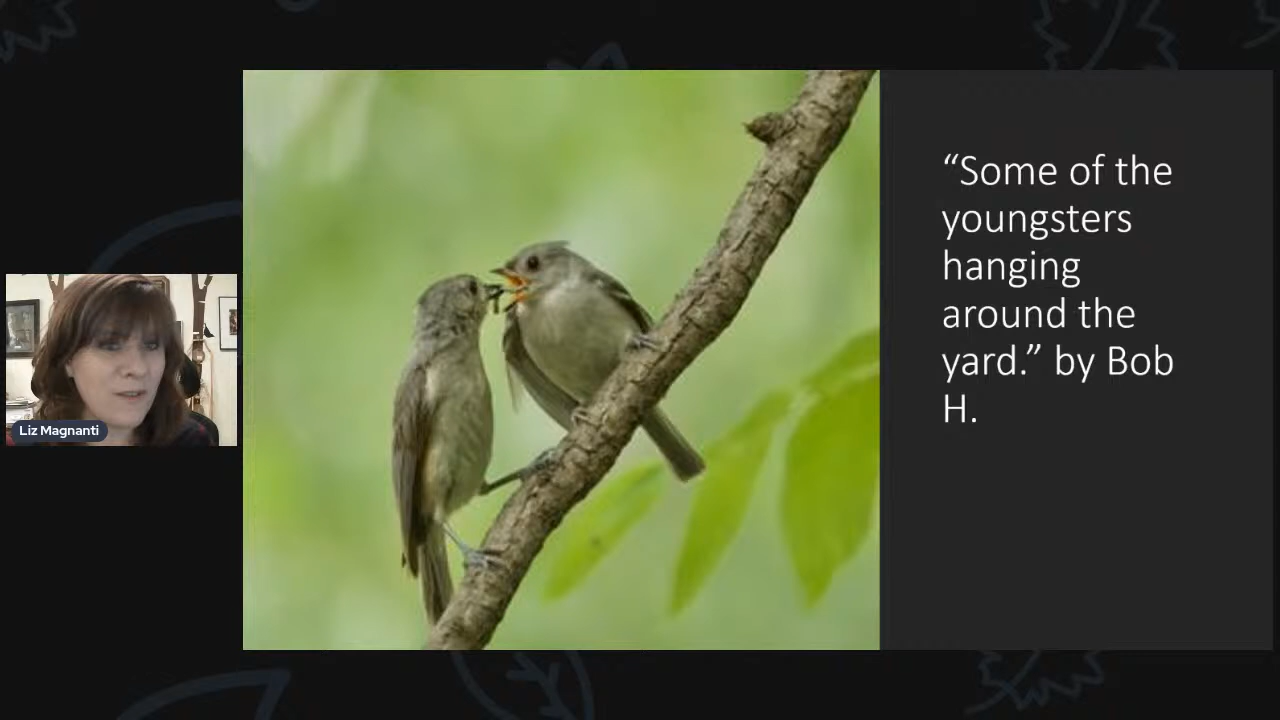 “Some of the
youngsters
hanging
around the
yard.” by Bob
H.
Liz Magnanti